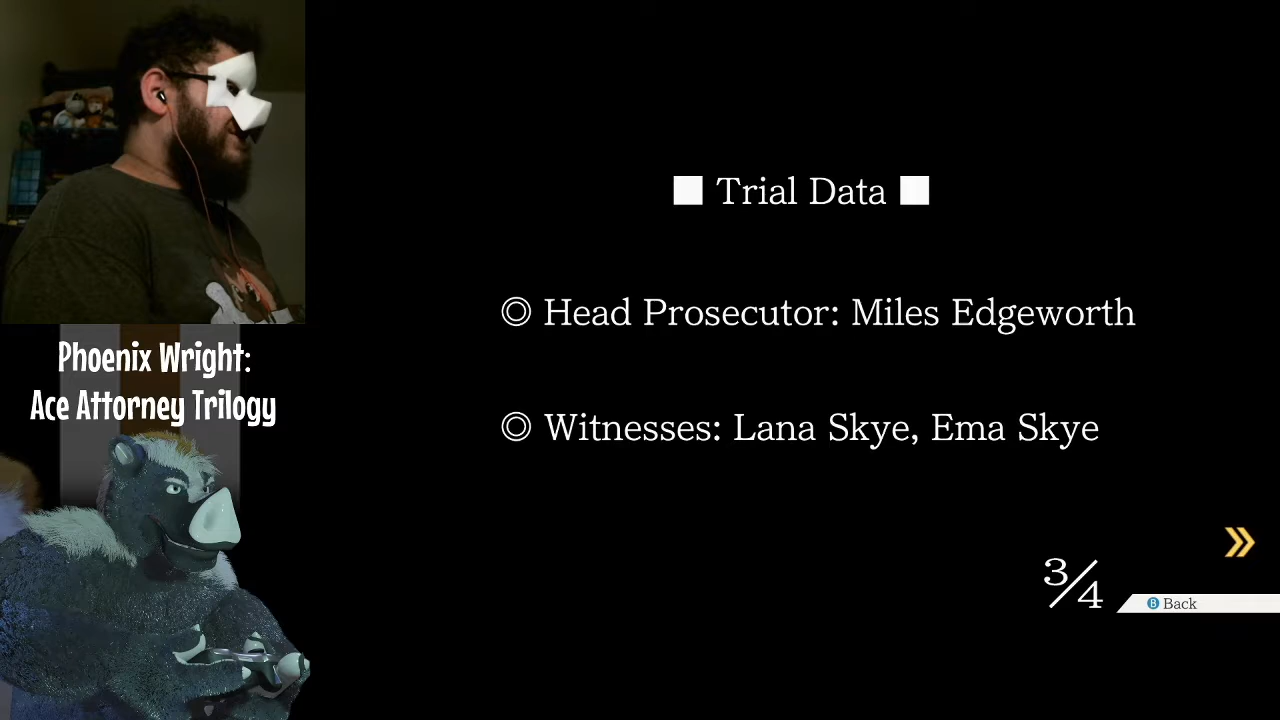 ■ Trial Data ■
◎ Head Prosecutor: Miles Edgeworth
◎ Witnesses: Lana Skye, Ema Skye
Phoenix Wright:
Ace Attorney Trilogy
3/4
B Back